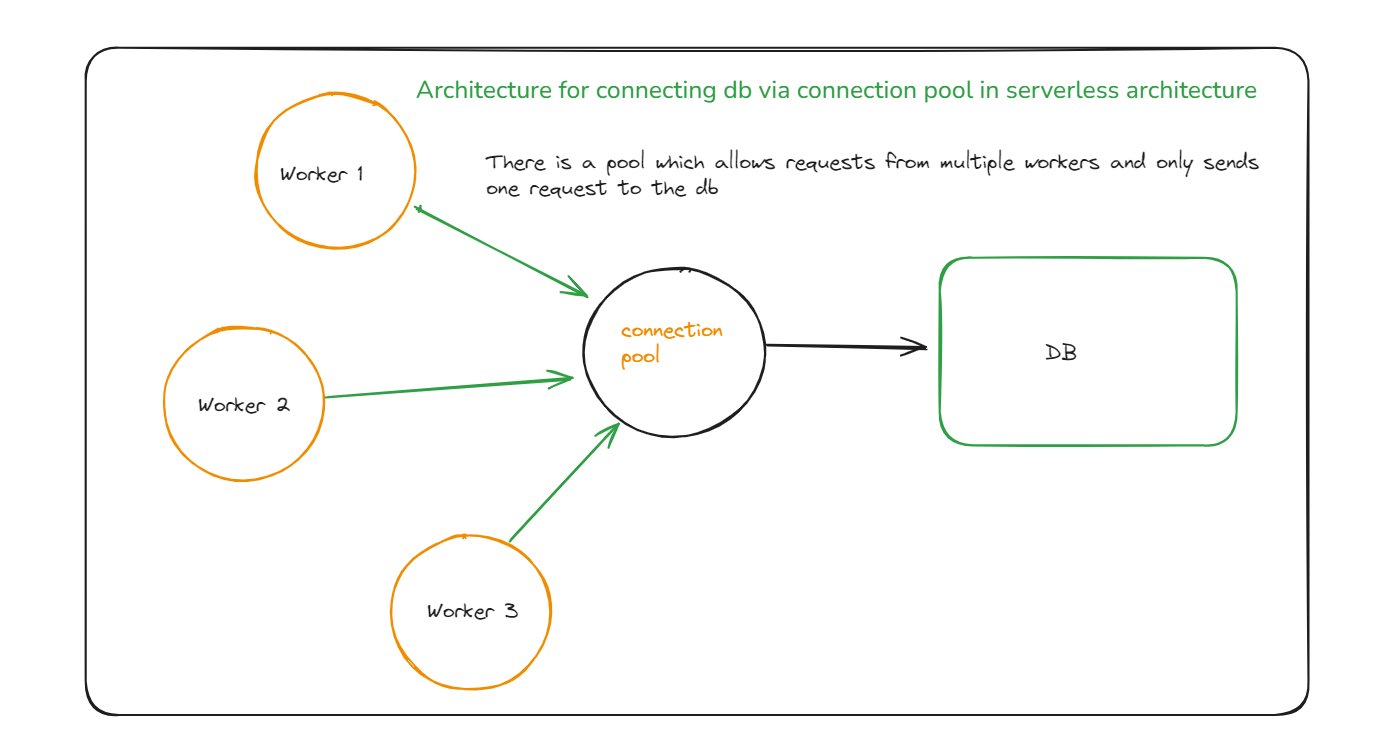 Architecture for connecting db via connection pool in serverless architecture
Worker 1
There is a pool which allows requests from multiple workers and only sends
one request to the db
connection
pool
DB
Worker 2
Worker 3